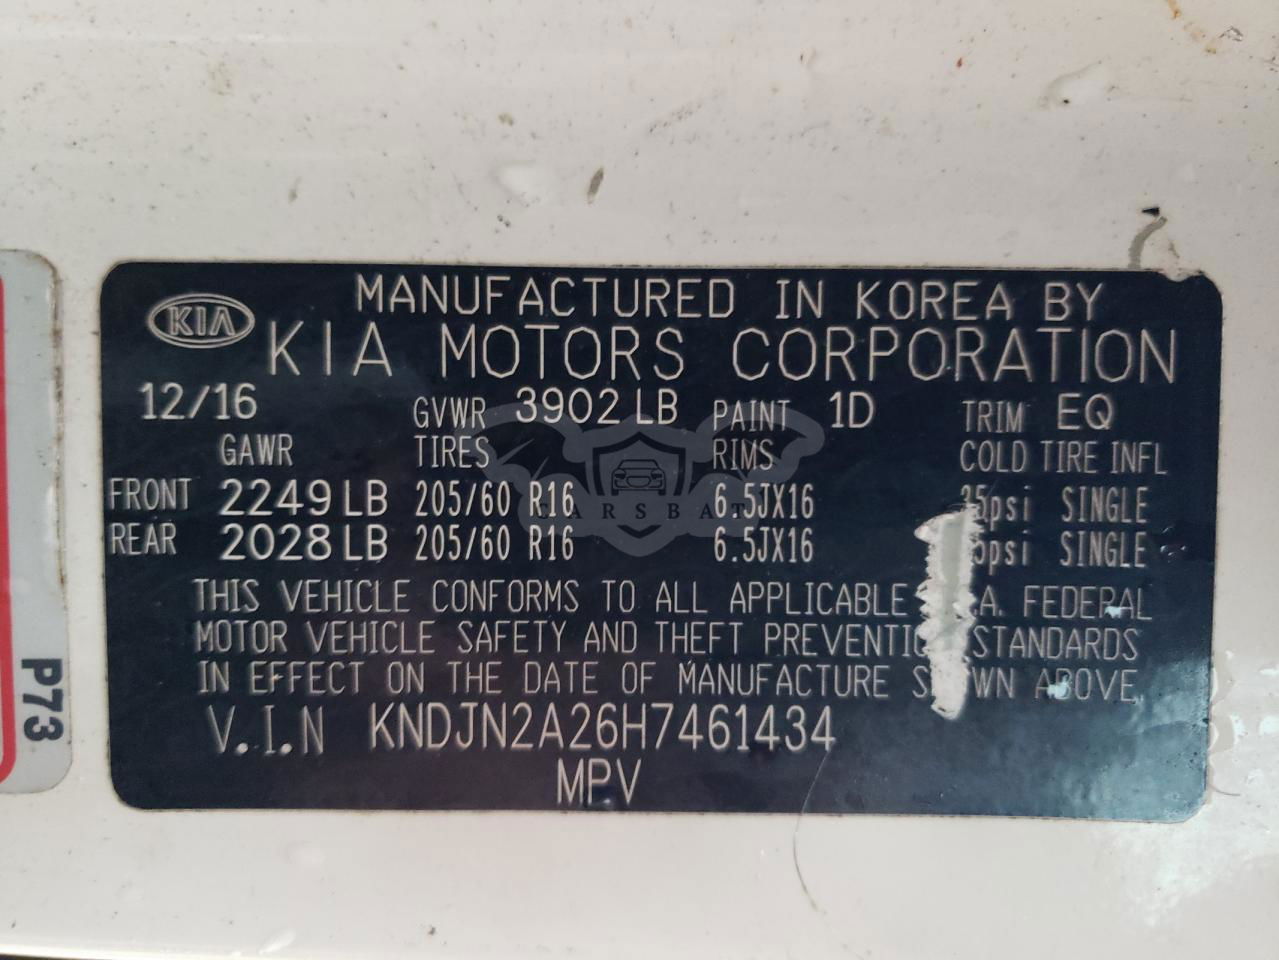 MANUFACTURED IN KOREA BY
KIA KIA MOTORS CORPORATION
12/16 GVWR 3902 LB PAINT 1D TRIM EQ
GAWR TIRES RIMS COLD TIRE INFL
FRONT 2249 LB 205/60 R16 6.5JX16 35psi SINGLE
REAR 2028 LB 205/60 R16 6.5JX16 SINGLE
CARSBAT
THIS VEHICLE CONFORMS TO ALL APPLICABLE FEDERAL
MOTOR VEHICLE SAFETY AND THEFT STANDARDS
IN EFFECT ON THE DATE OF MANUFACTURE ABOVE.
V.I.N KNDJN2A26H7461434
MPV
P73